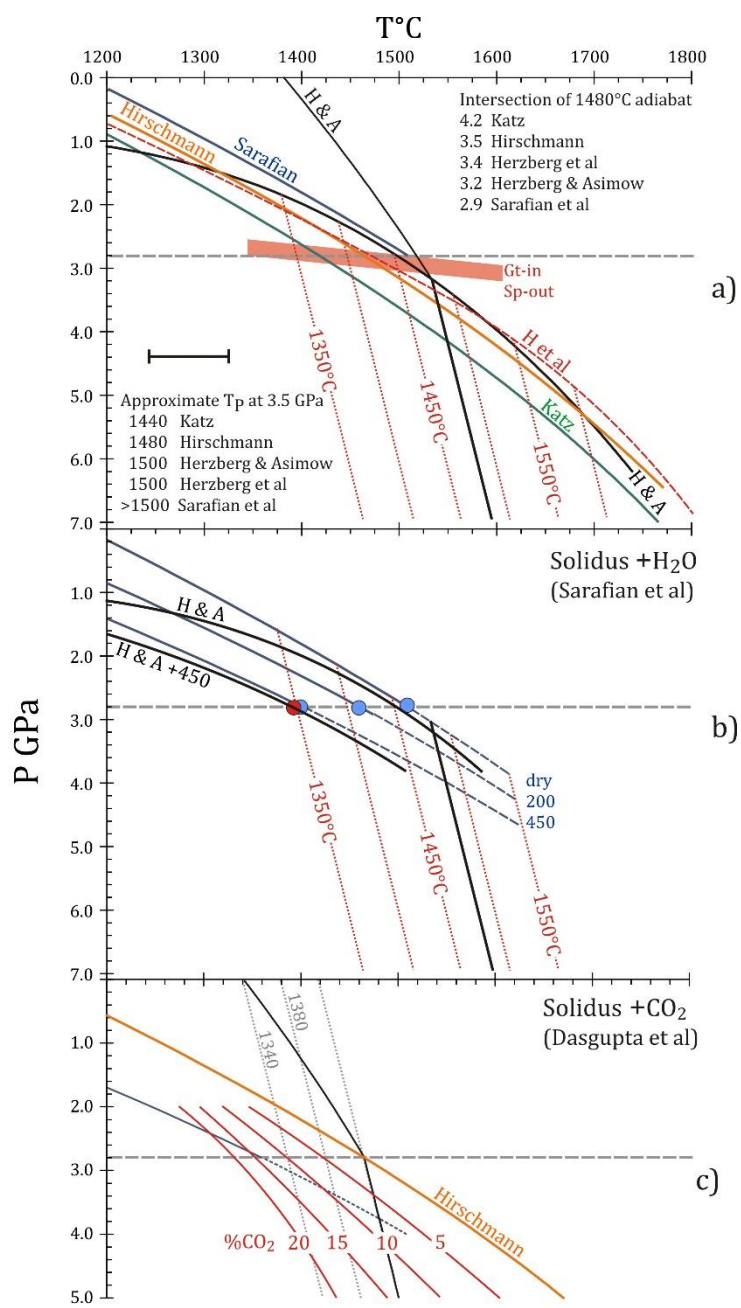 T°C
1200 1300 1400 1500 1600 1700 1800
0.0
1.0
2.0
3.0
4.0
5.0
6.0
7.0
H & A
Hirschmann
Sarafian
Intersection of 1480°C adiabat
4.2 Katz
3.5 Hirschmann
3.4 Herzberg et al
3.2 Herzberg & Asimow
2.9 Sarafian et al
Gt-in
Sp-out
a)
1350°C
1450°C
1550°C
H et al
Katz
H & A
Approximate TP at 3.5 GPa
1440 Katz
1480 Hirschmann
1500 Herzberg & Asimow
1500 Herzberg et al
>1500 Sarafian et al
P GPa
1.0
2.0
3.0
4.0
5.0
6.0
7.0
Solidus +H2O
(Sarafian et al)
H & A
H & A +450
b)
dry
200
450
1350°C
1450°C
1550°C
1.0
2.0
3.0
4.0
5.0
Solidus +CO2
(Dasgupta et al)
1340
1380
c)
Hirschmann
%CO2 20 15 10 5